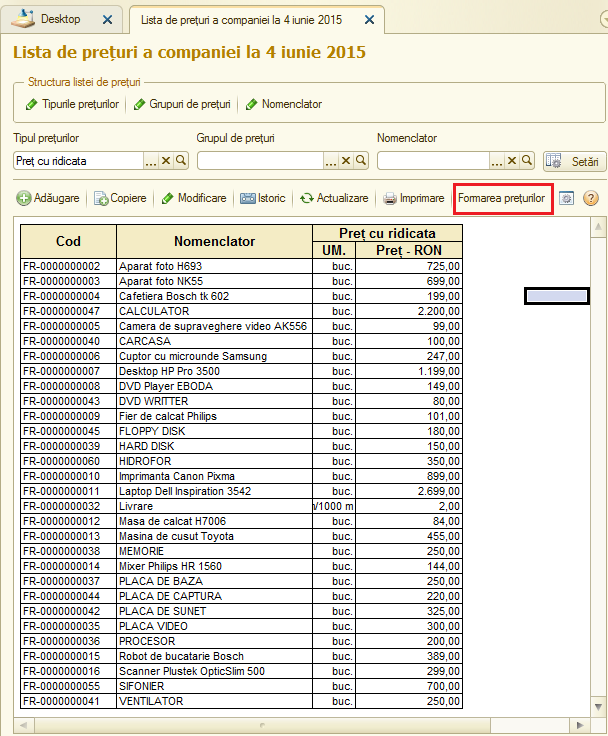 Desktop
Lista de prețuri a companiei la 4 iunie 2015
Lista de prețuri a companiei la 4 iunie 2015
Structura listei de prețuri
Tipurile prețurilor Grupuri de prețuri Nomenclator
Tipul prețurilor Grupul de prețuri Nomenclator
Preț cu ridicata ... ... ... Setări
Adăugare Copiere Modificare Istoric Actualizare Imprimare Formarea prețurilor ?
Cod Nomenclator Preț cu ridicata
UM. Preț - RON
FR-0000000002 Aparat foto H693 buc. 725,00
FR-0000000003 Aparat foto NK55 buc. 699,00
FR-0000000004 Cafetiera Bosch tk 602 buc. 199,00
FR-0000000047 CALCULATOR buc. 2.200,00
FR-0000000005 Camera de supraveghere video AK556 buc. 99,00
FR-0000000040 CARCASA buc. 100,00
FR-0000000006 Cuptor cu microunde Samsung buc. 247,00
FR-0000000007 Desktop HP Pro 3500 buc. 1.199,00
FR-0000000008 DVD Player EBODA buc. 149,00
FR-0000000043 DVD WRITTER buc. 80,00
FR-0000000009 Fier de calcat Philips buc. 101,00
FR-0000000045 FLOPPY DISK buc. 180,00
FR-0000000039 HARD DISK buc. 150,00
FR-0000000060 HIDROFOR buc. 350,00
FR-0000000010 Imprimanta Canon Pixma buc. 899,00
FR-0000000011 Laptop Dell Inspiration 3542 buc. 2.699,00
FR-0000000032 Livrare /1000 m 2,00
FR-0000000012 Masa de calcat H7006 buc. 84,00
FR-0000000013 Masina de cusut Toyota buc. 455,00
FR-0000000038 MEMORIE buc. 250,00
FR-0000000014 Mixer Philips HR 1560 buc. 144,00
FR-0000000037 PLACA DE BAZA buc. 250,00
FR-0000000044 PLACA DE CAPTURA buc. 220,00
FR-0000000042 PLACA DE SUNET buc. 325,00
FR-0000000035 PLACA VIDEO buc. 300,00
FR-0000000036 PROCESOR buc. 200,00
FR-0000000015 Robot de bucatarie Bosch buc. 389,00
FR-0000000016 Scanner Plustek OpticSlim 500 buc. 299,00
FR-0000000055 SIFONIER buc. 700,00
FR-0000000041 VENTILATOR buc. 250,00